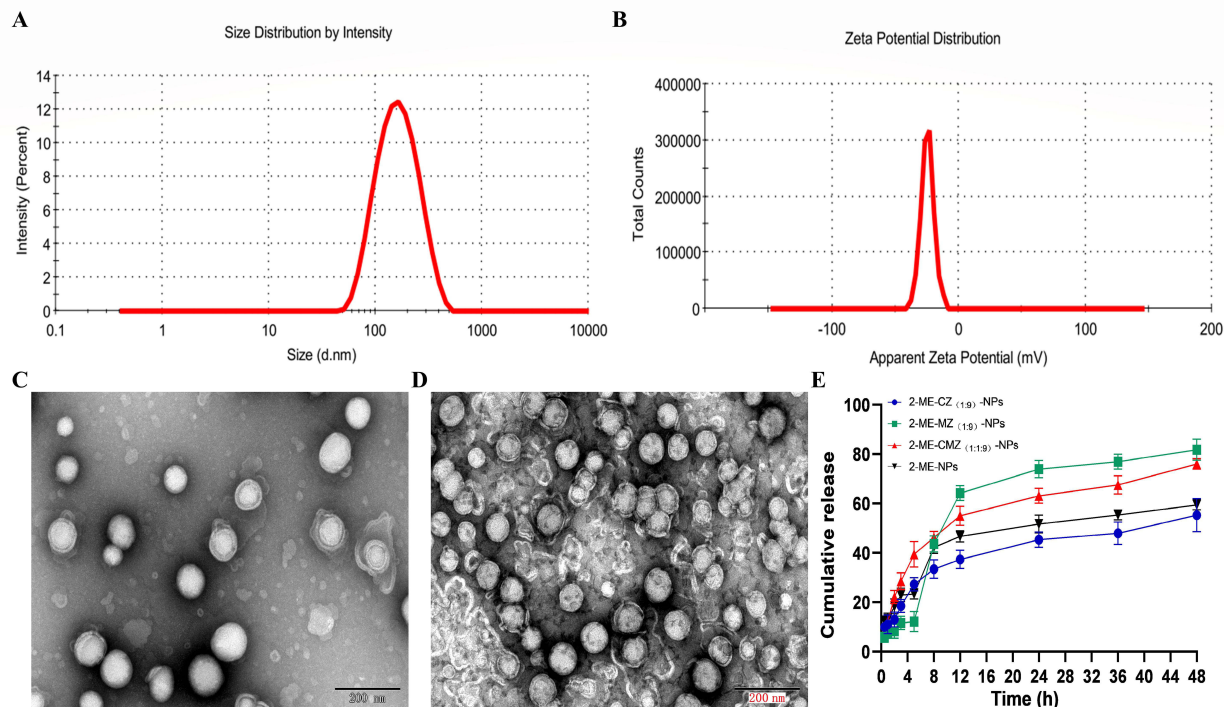 A
Size Distribution by Intensity
14
12
10
8
6
4
2
0
Intensity (Percent)
0.1 1 10 100 1000 10000
Size (d.nm)
B
Zeta Potential Distribution
400000
300000
200000
100000
0
Total Counts
-100 0 100 200
Apparent Zeta Potential (mV)
C
200 nm
D
200 nm
E
2-ME-CZ (1:9) -NPs
2-ME-MZ (1:9) -NPs
2-ME-CMZ (1:1:9) -NPs
2-ME-NPs
100
80
60
40
20
0
Cumulative release
0 4 8 12 16 20 24 28 32 36 40 44 48
Time (h)